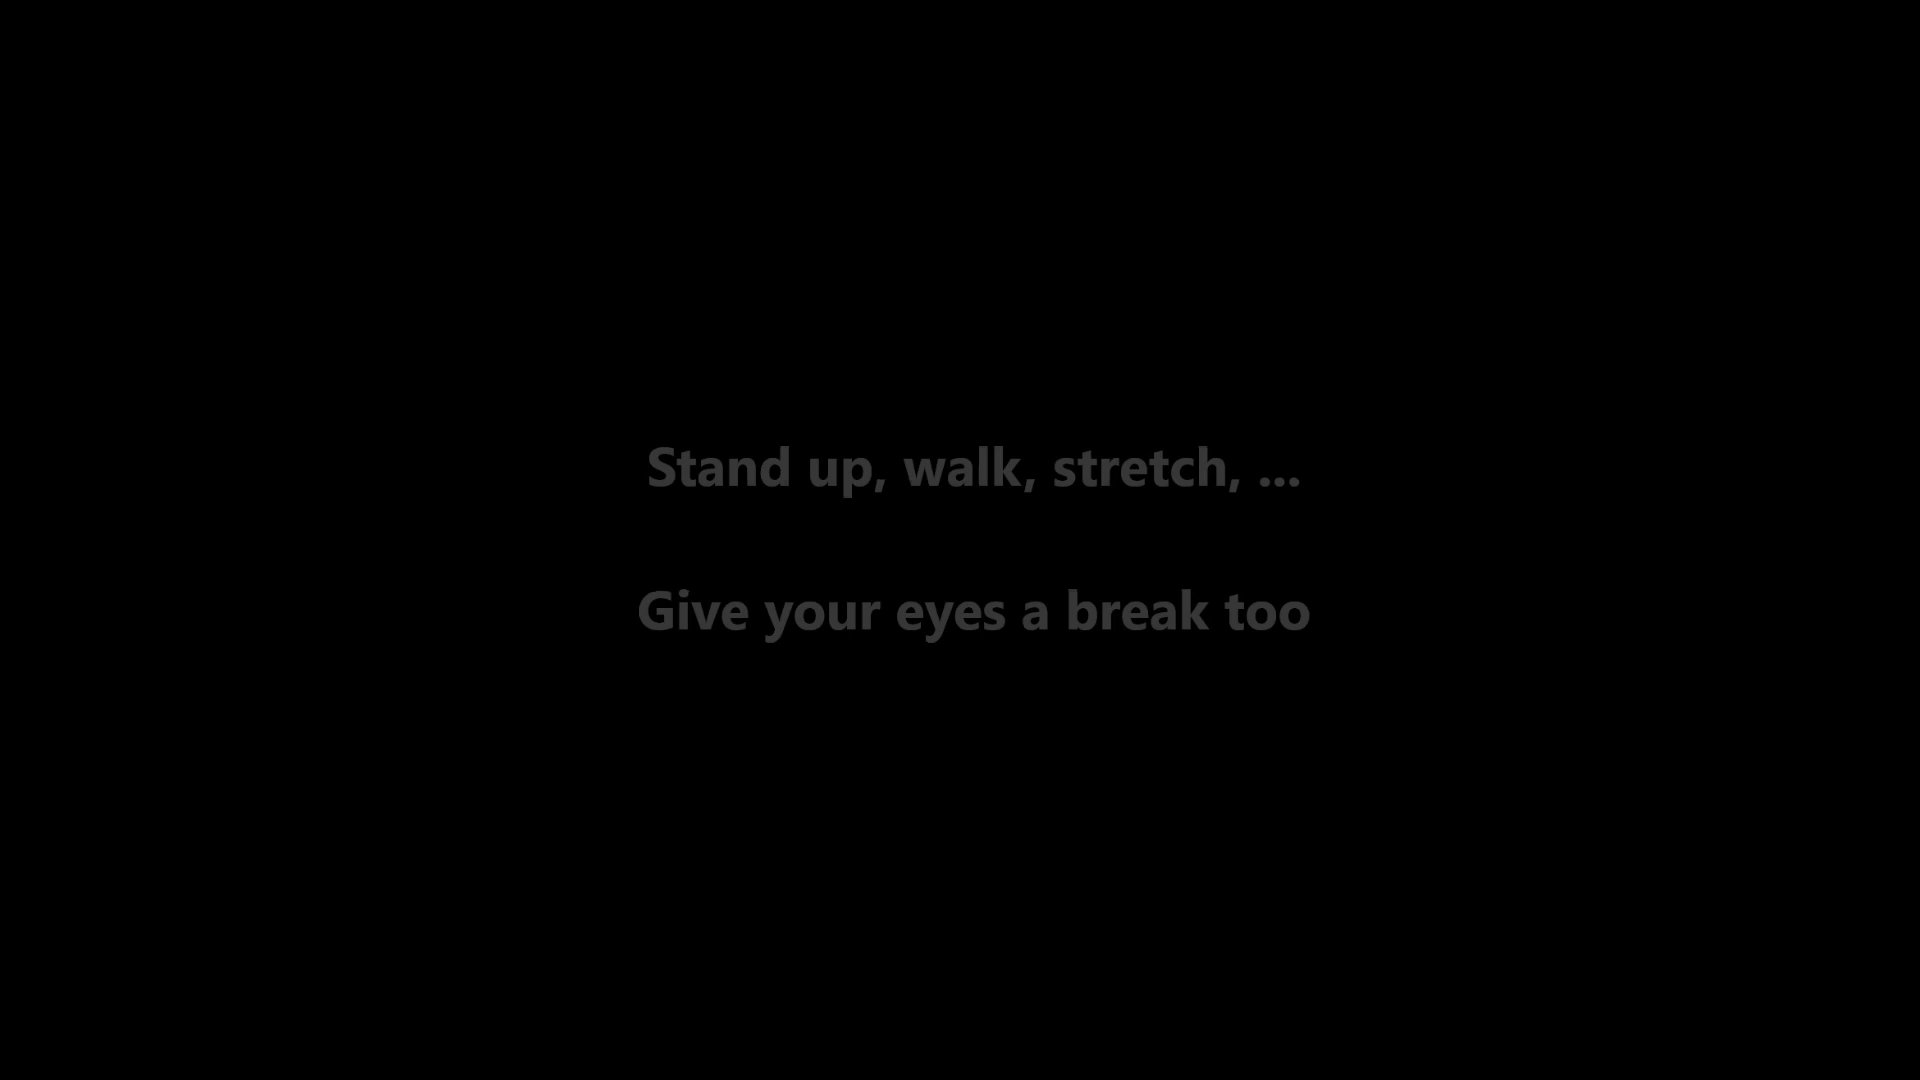 Stand up, walk, stretch, ...
Give your eyes a break too